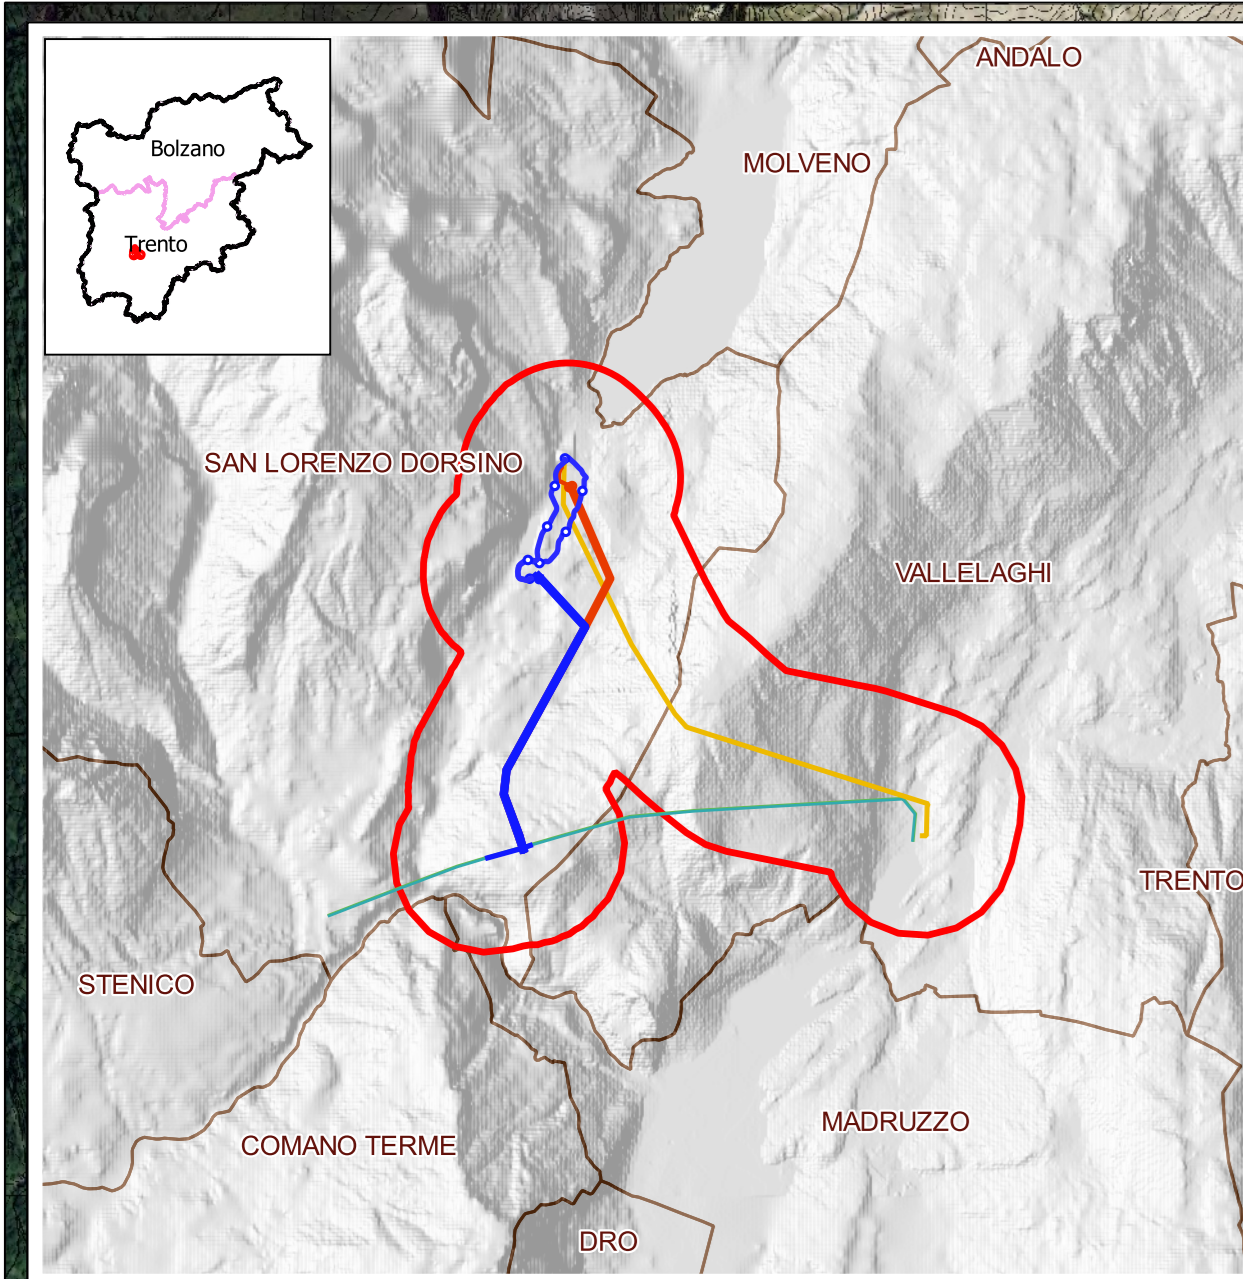 ANDALO
Bolzano
MOLVENO
Trento
SAN LORENZO DORSINO
VALLELAGHI
TRENTO
STENICO
MADRUZZO
COMANO TERME
DRO